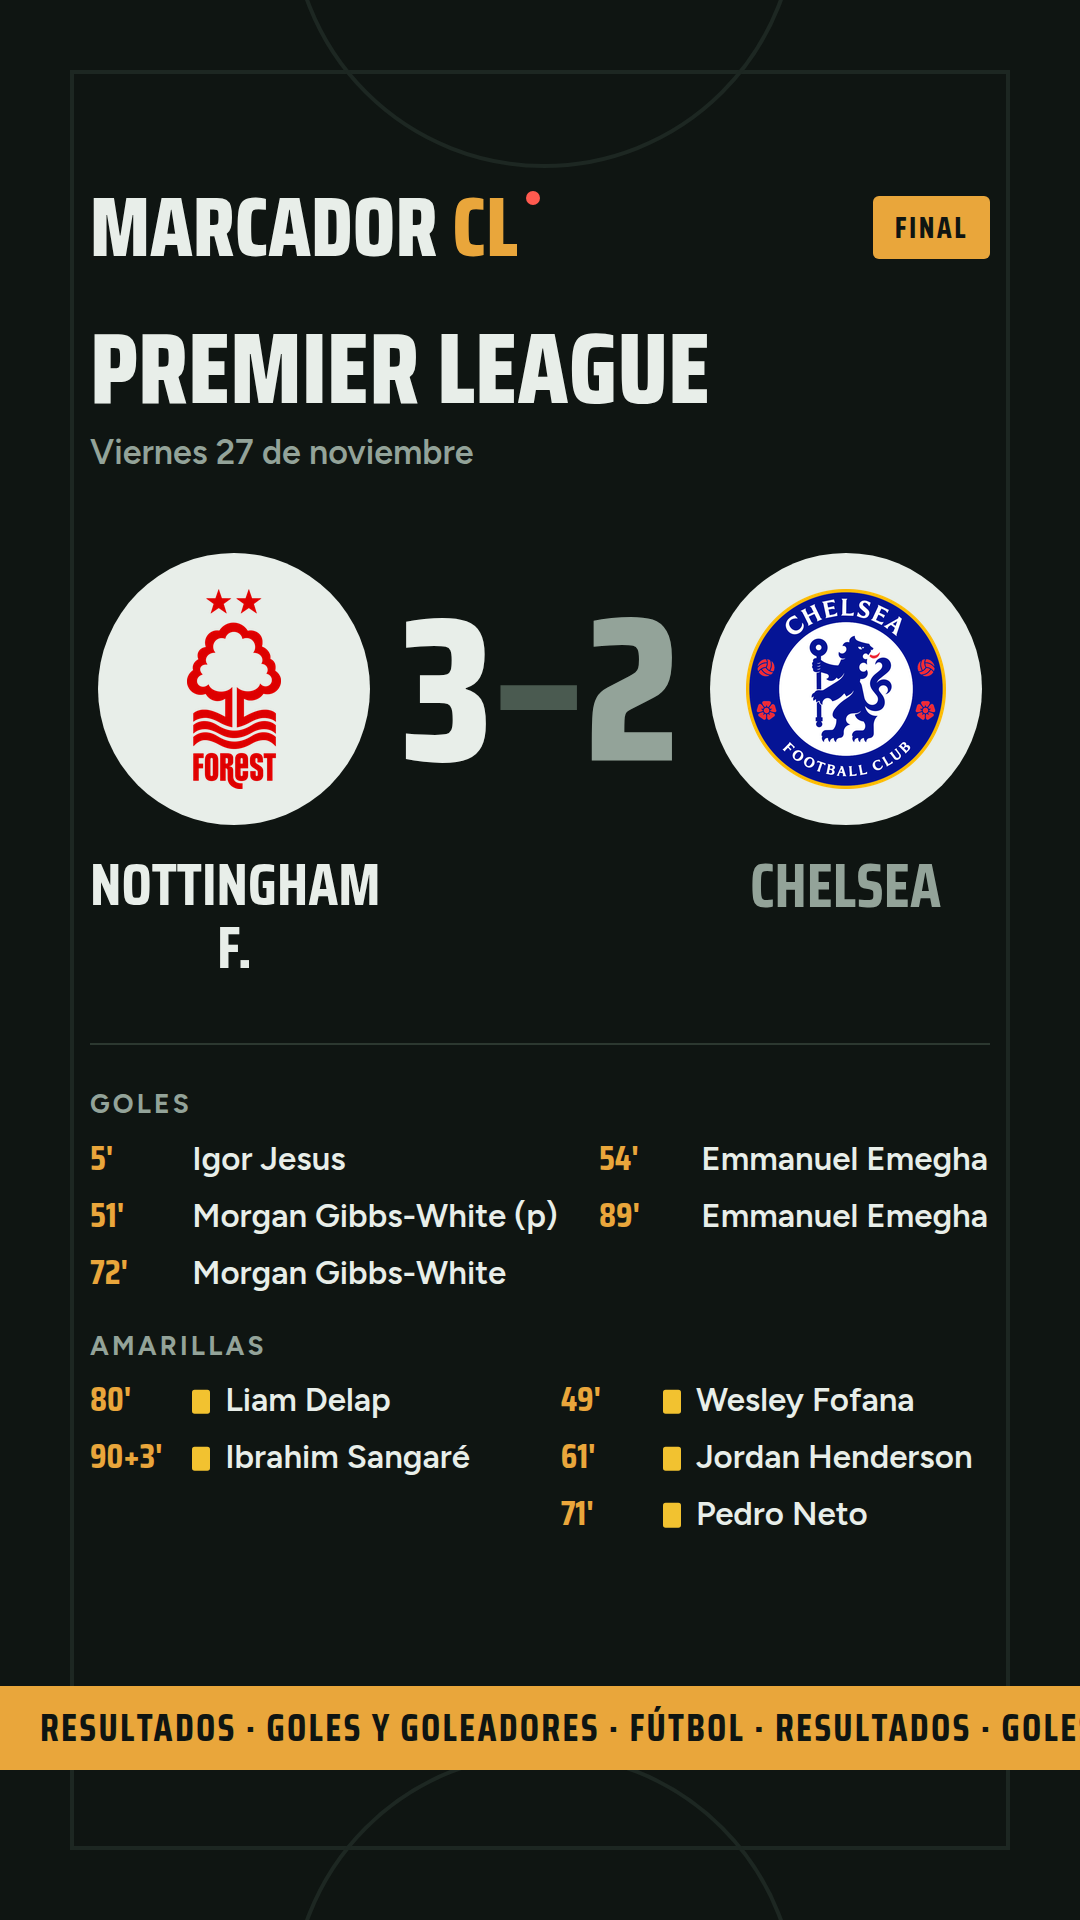 MARCADOR CL
FINAL
PREMIER LEAGUE
Viernes 27 de noviembre
FOREST
3–2
CHELSEA
FOOTBALL CLUB
NOTTINGHAM
F.
CHELSEA
GOLES
5' Igor Jesus
54' Emmanuel Emegha
51' Morgan Gibbs-White (p)
89' Emmanuel Emegha
72' Morgan Gibbs-White
AMARILLAS
80' Liam Delap
49' Wesley Fofana
90+3' Ibrahim Sangaré
61' Jordan Henderson
71' Pedro Neto
RESULTADOS · GOLES Y GOLEADORES · FÚTBOL · RESULTADOS · GOLES